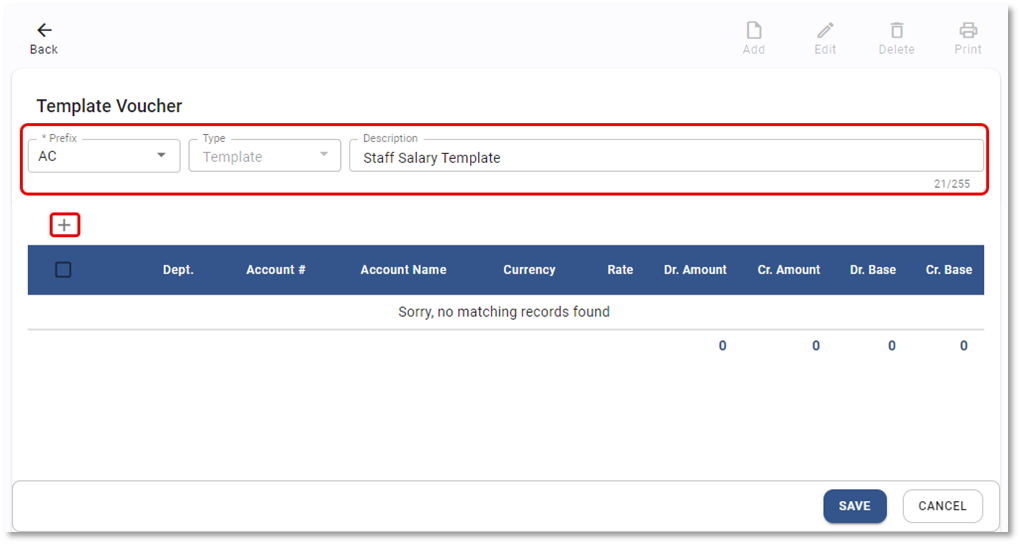 Back
Add Edit Delete Print
Template Voucher
* Prefix Type Description
AC Template Staff Salary Template
21/255
Dept. Account # Account Name Currency Rate Dr. Amount Cr. Amount Dr. Base Cr. Base
Sorry, no matching records found
0 0 0 0
SAVE CANCEL